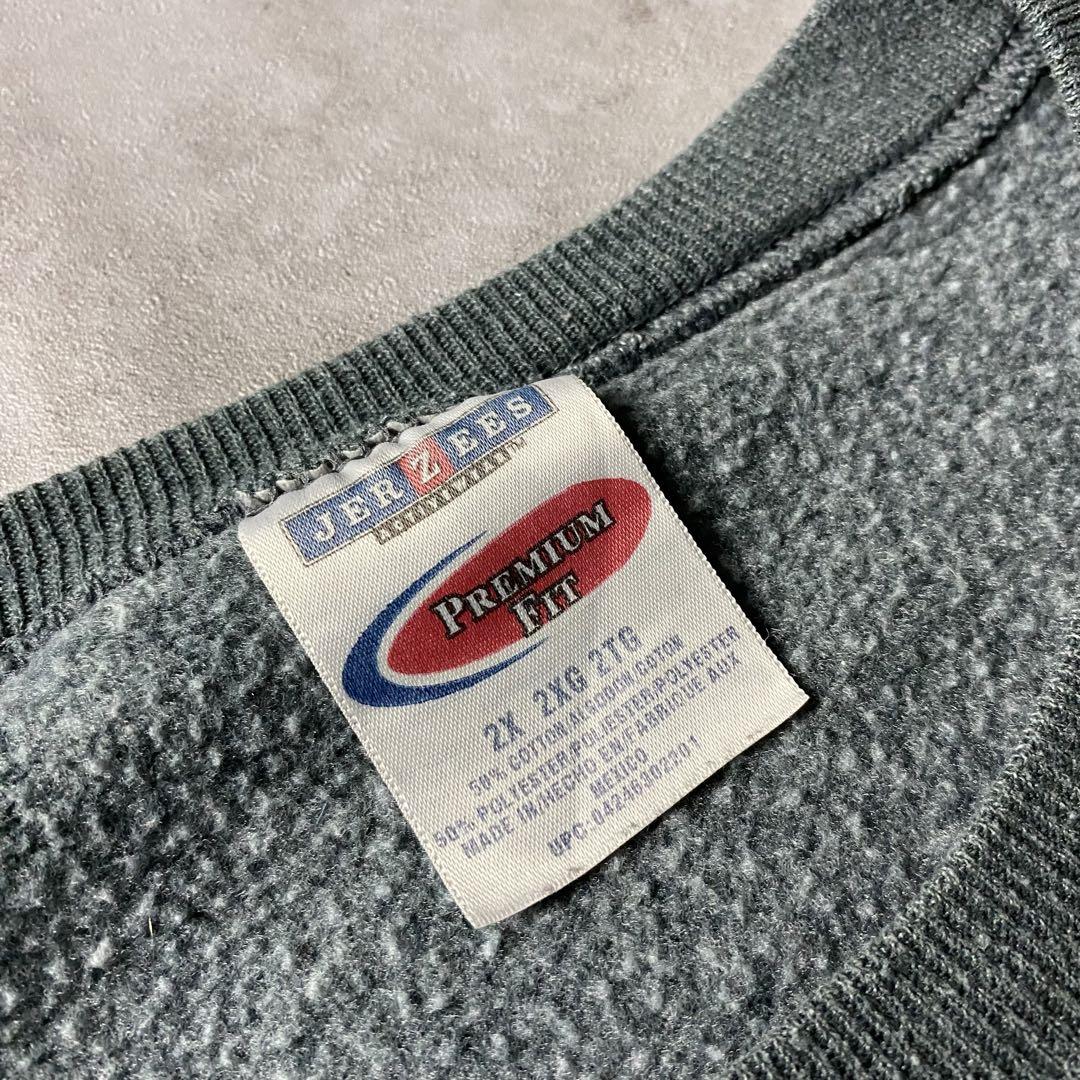 JERZEES
PREMIUM
FIT
2X 2XG 2TG
50% COTTON/ALGODON/COTON
50% POLYESTER/POLIESTER/POLYESTER
MADE IN/HECHO EN/FABRIQUE AUX
MEXICO